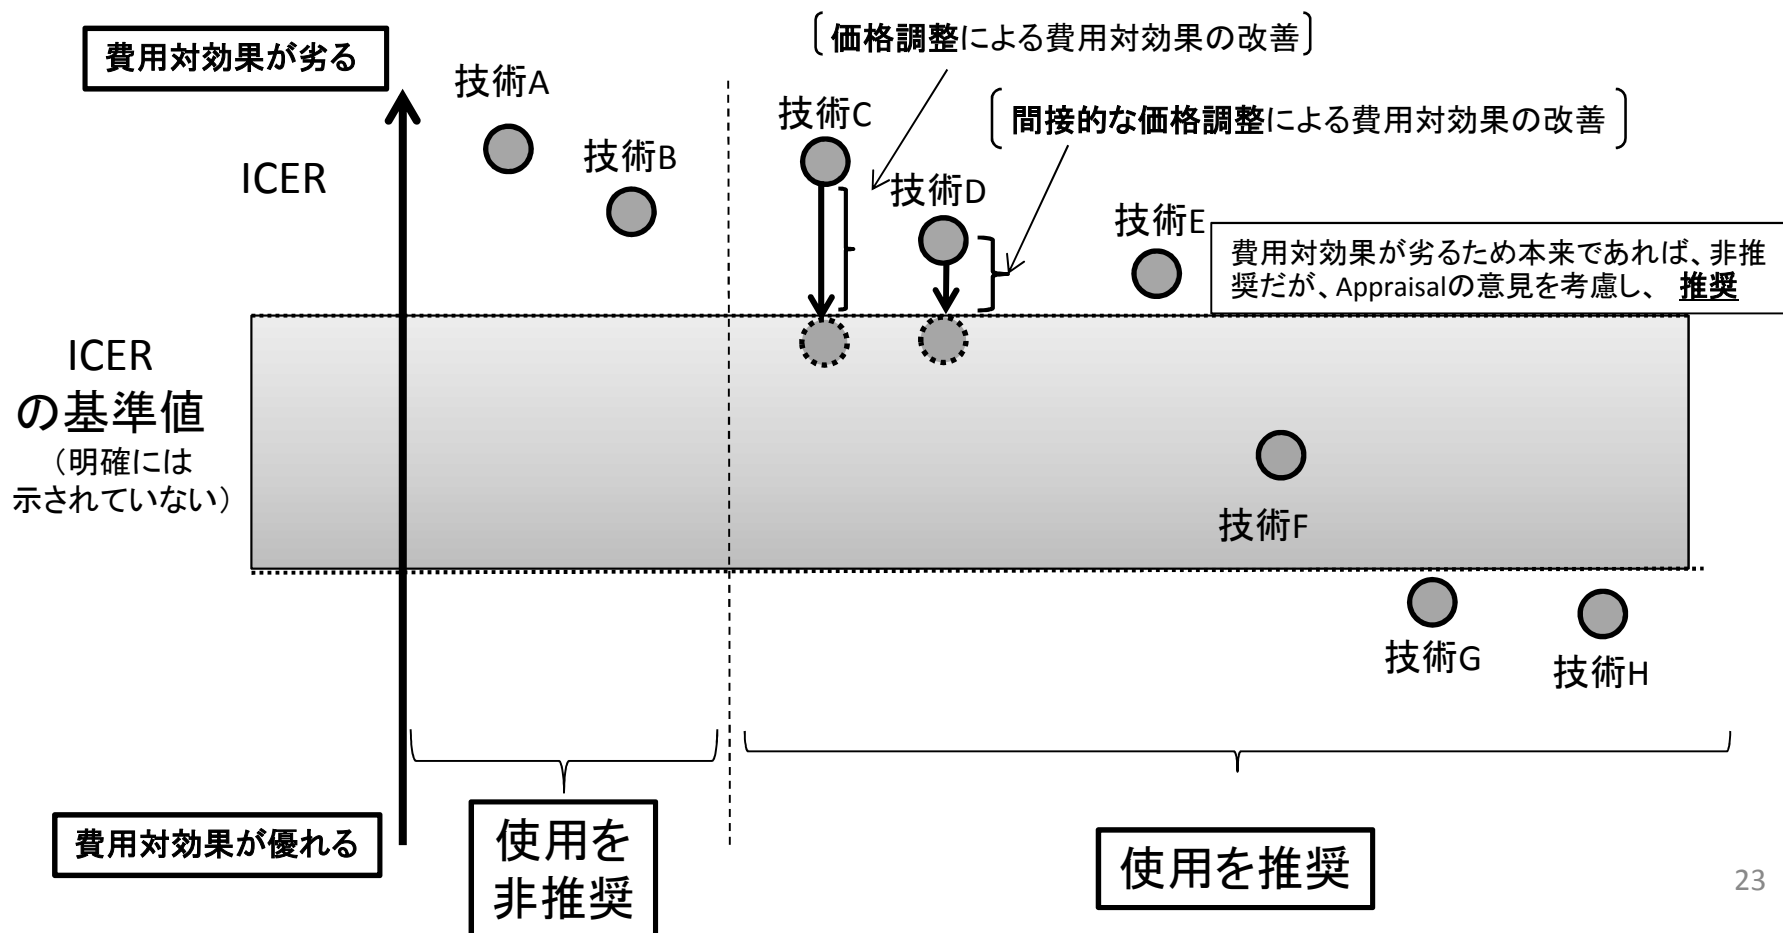 〔価格調整による費用対効果の改善〕
費用対効果が劣る
技術A
技術C
〔間接的な価格調整による費用対効果の改善〕
技術B
ICER
技術D
技術E
費用対効果が劣るため本来であれば、非推
奨だが、Appraisalの意見を考慮し、 推奨
ICER
の基準値
（明確には
示されていない）
技術F
技術G
技術H
費用対効果が優れる
使用を
非推奨
使用を推奨
23